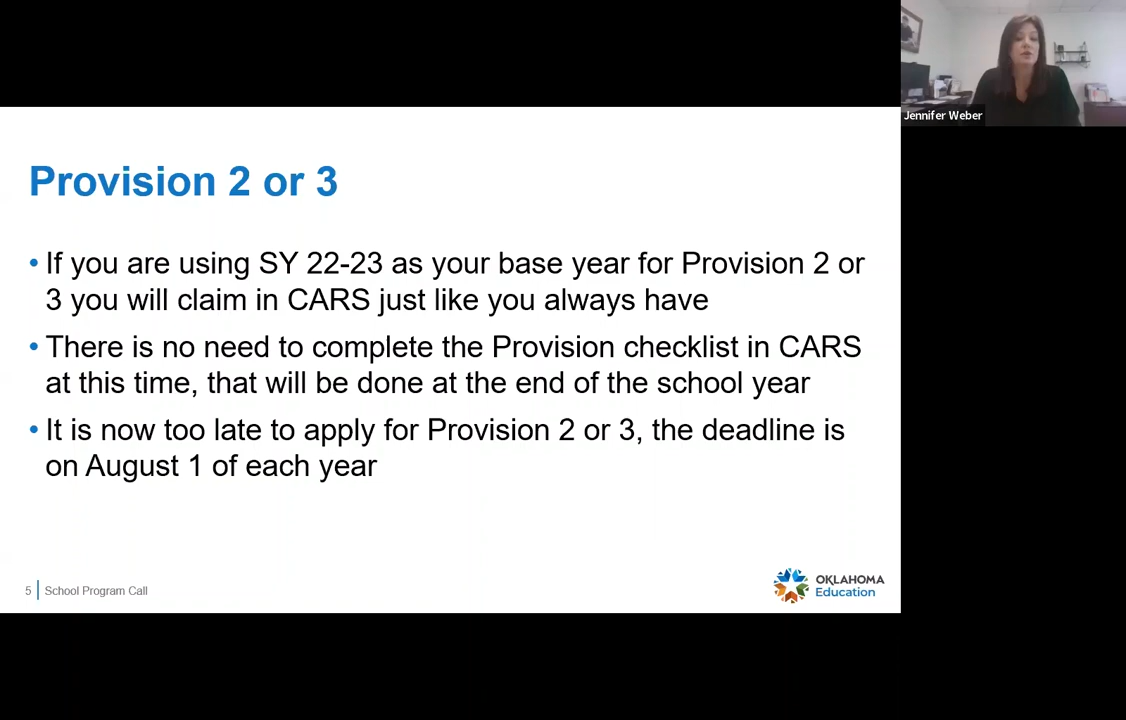 Jennifer Weber
Provision 2 or 3
• If you are using SY 22-23 as your base year for Provision 2 or
3 you will claim in CARS just like you always have
• There is no need to complete the Provision checklist in CARS
at this time, that will be done at the end of the school year
• It is now too late to apply for Provision 2 or 3, the deadline is
on August 1 of each year
5 | School Program Call
OKLAHOMA
Education